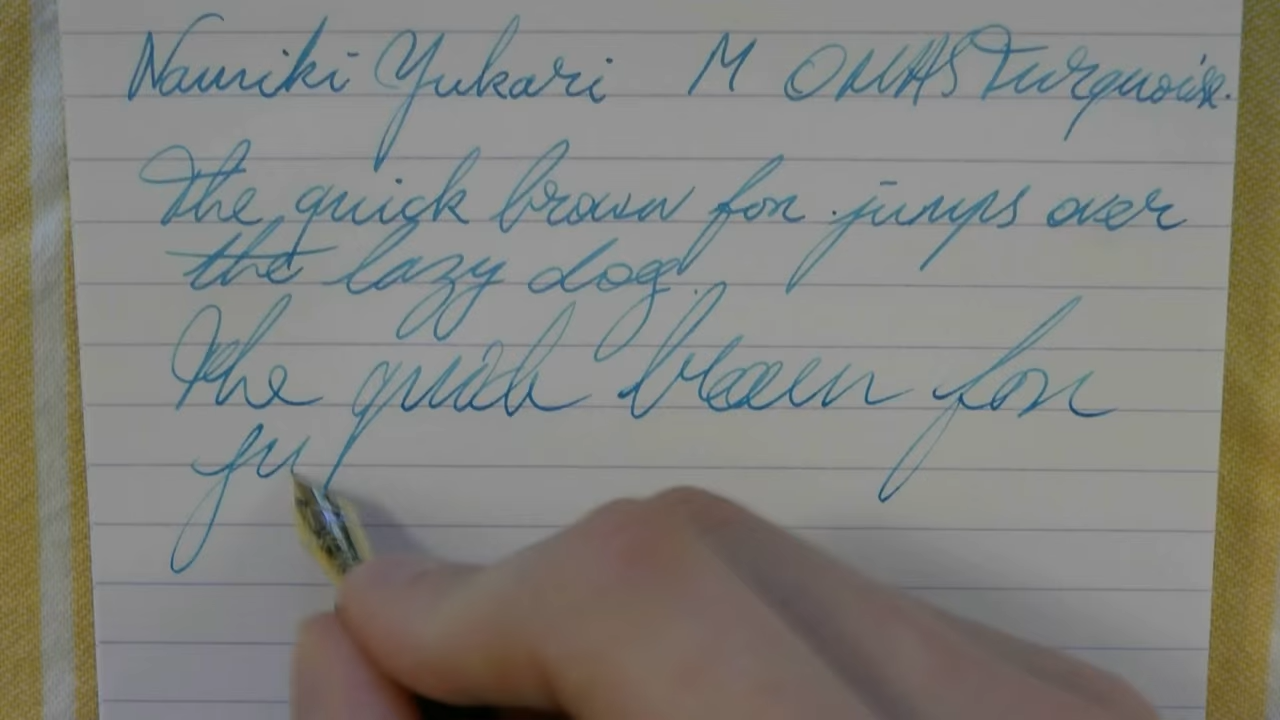 Namiki Yukari M OMAS Turquoise.
The quick brown fox jumps over
the lazy dog.
The quick brown fox
ju